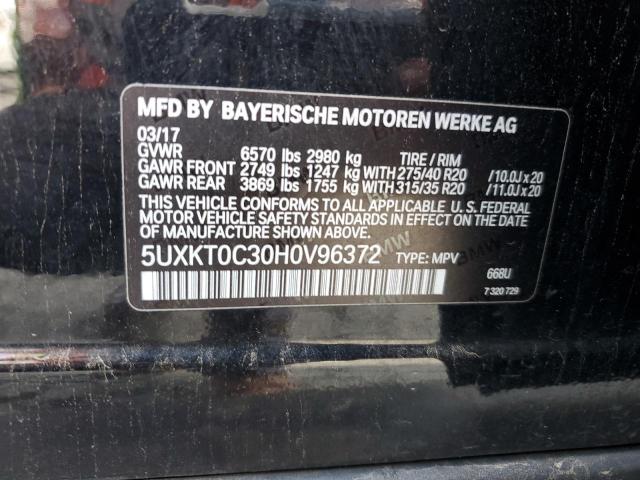 MFD BY BAYERISCHE MOTOREN WERKE AG
03/17
GVWR 6570 lbs 2980 kg TIRE / RIM
GAWR FRONT 2749 lbs 1247 kg WITH 275/40 R20 /10.0J x 20
GAWR REAR 3869 lbs 1755 kg WITH 315/35 R20 /11.0J x 20
THIS VEHICLE CONFORMS TO ALL APPLICABLE U. S. FEDERAL
MOTOR VEHICLE SAFETY STANDARDS IN EFFECT ON THE DATE
OF MANUFACTURE SHOWN ABOVE.
5UXKT0C30H0V96372 TYPE: MPV
668U
7 320 729
BMW